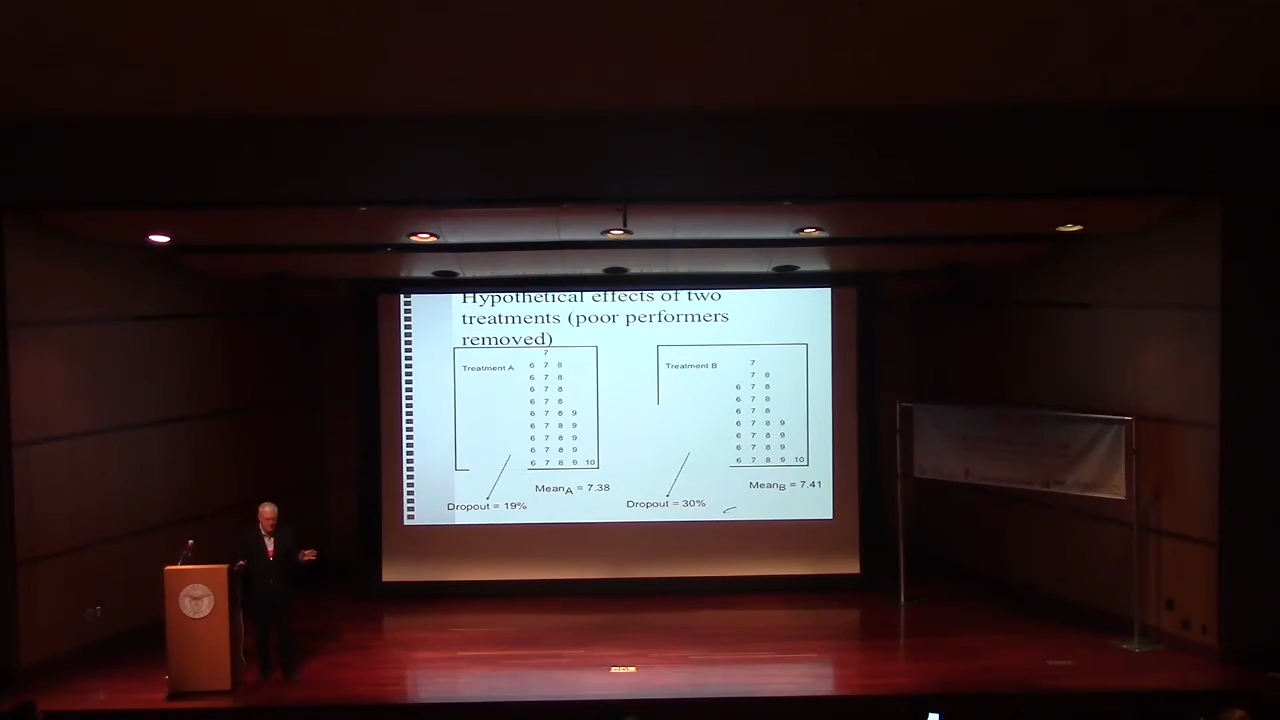 Hypothetical effects of two
treatments (poor performers
removed)
7
Treatment A 6 7 8
6 7 8
6 7 8
6 7 8
6 7 8 9
6 7 8 9
6 7 8 9
6 7 8 9
6 7 8 9 10
MeanA = 7.38
Dropout = 19%
7
Treatment B
7 8
6 7 8
6 7 8
6 7 8
6 7 8 9
6 7 8 9
6 7 8 9
6 7 8 9 10
MeanB = 7.41
Dropout = 30%